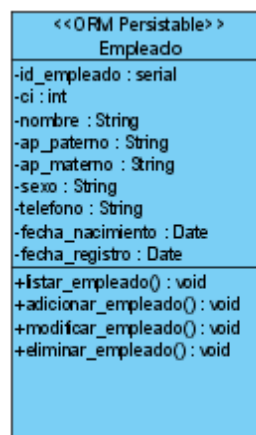 <<ORM Persistable>>
Empleado
-id_empleado : serial
-ci : int
-nombre : String
-ap_paterno : String
-ap_materno : String
-sexo : String
-telefono : String
-fecha_nacimiento : Date
-fecha_registro : Date
+listar_empleado() : void
+adicionar_empleado() : void
+modificar_empleado() : void
+eliminar_empleado() : void